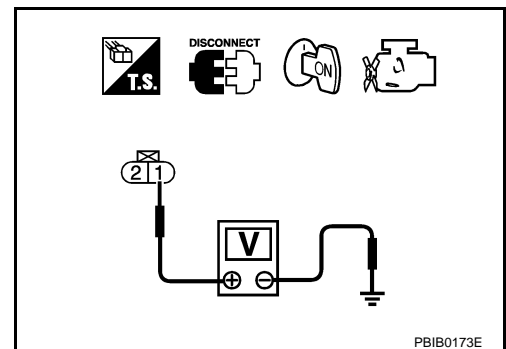 T.S.
DISCONNECT
ON
2 1
V
+ −
PBIB0173E